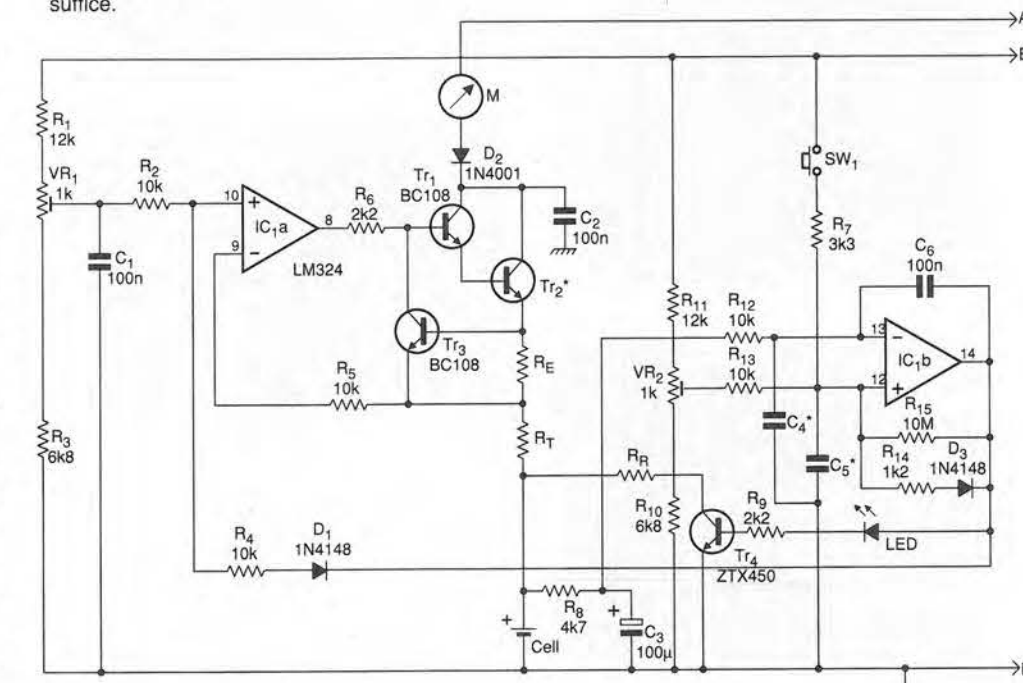 suffice.
A
B
M
D2
1N4001
R1
12k
VR1
1k
R2
10k
Tr1
BC108
R6
2k2
10
+
IC1a
8
9
−
LM324
C2
100n
C1
100n
Tr2*
SW1
R7
3k3
C6
100n
Tr3
BC108
RE
R11
12k
R12
10k
R13
10k
13
−
IC1b
14
12
+
VR2
1k
R5
10k
R3
6k8
RT
C4*
C5*
R15
10M
R14
1k2
D3
1N4148
RR
R10
6k8
R9
2k2
LED
Tr4
ZTX450
R4
10k
D1
1N4148
R8
4k7
+
Cell
+
C3
100µ